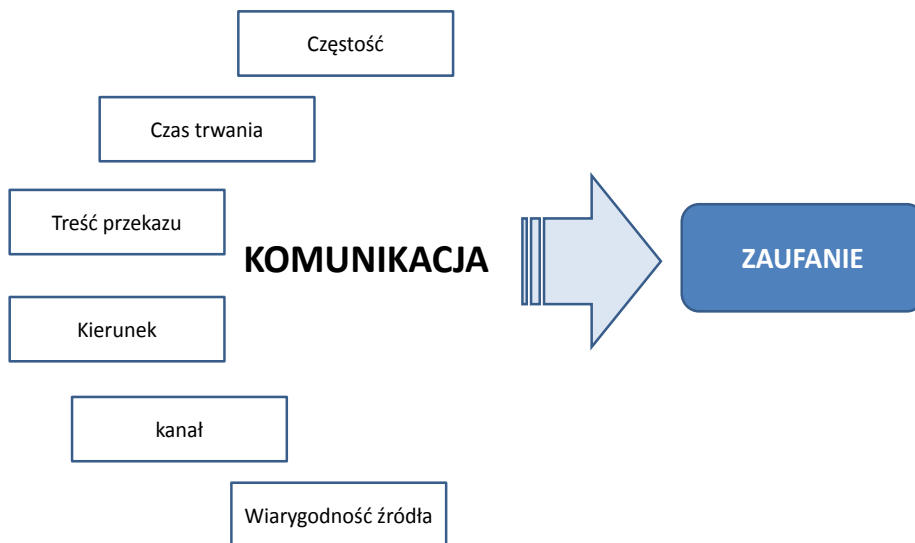 Częstość
Czas trwania
Treść przekazu
KOMUNIKACJA
ZAUFANIE
Kierunek
kanał
Wiarygodność źródła